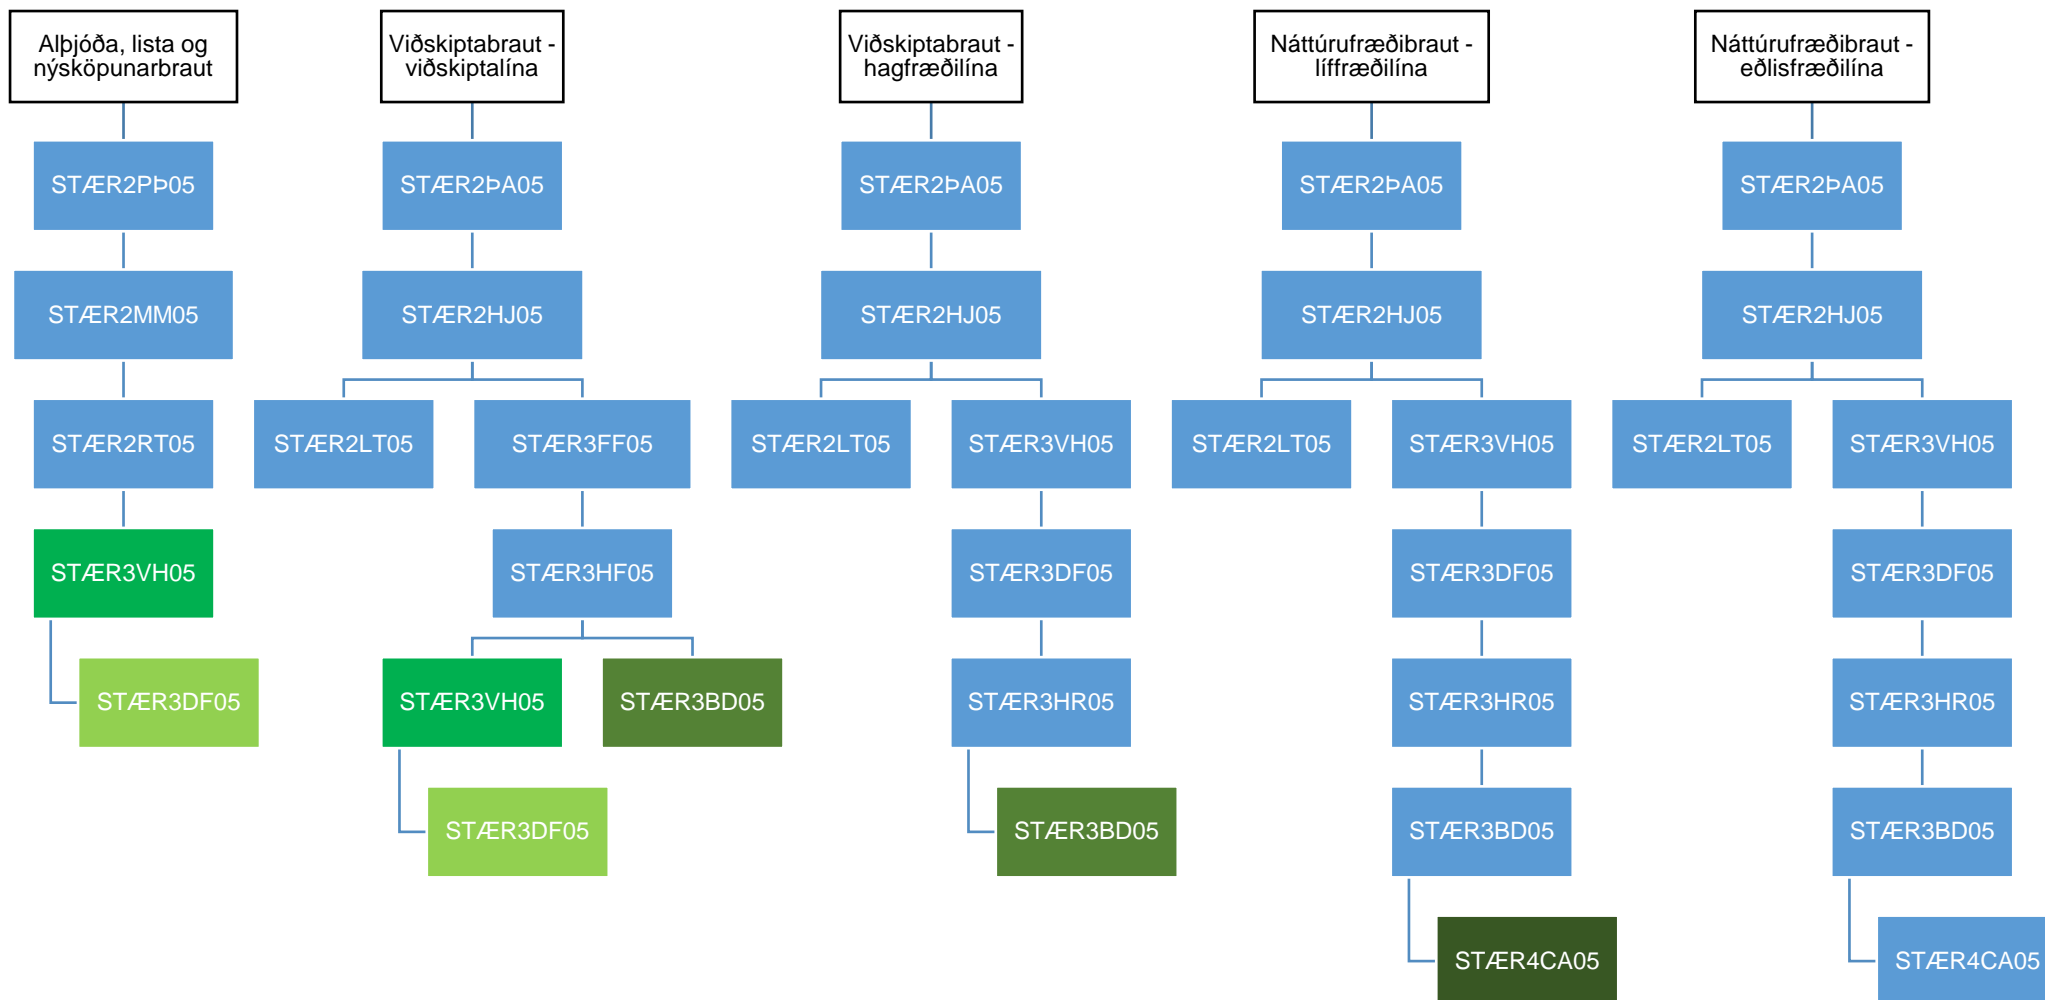 Alþjóða, lista og
nýsköpunarbraut
STÆR2PÞ05
STÆR2MM05
STÆR2RT05
STÆR3VH05
STÆR3DF05
Viðskiptabraut -
viðskiptalína
STÆR2ÞA05
STÆR2HJ05
STÆR2LT05
STÆR3FF05
STÆR3HF05
STÆR3VH05
STÆR3BD05
STÆR3DF05
Viðskiptabraut -
hagfræðilína
STÆR2ÞA05
STÆR2HJ05
STÆR2LT05
STÆR3VH05
STÆR3DF05
STÆR3HR05
STÆR3BD05
Náttúrufræðibraut -
líffræðilína
STÆR2ÞA05
STÆR2HJ05
STÆR2LT05
STÆR3VH05
STÆR3DF05
STÆR3HR05
STÆR3BD05
STÆR4CA05
Náttúrufræðibraut -
eðlisfræðilína
STÆR2ÞA05
STÆR2HJ05
STÆR2LT05
STÆR3VH05
STÆR3DF05
STÆR3HR05
STÆR3BD05
STÆR4CA05